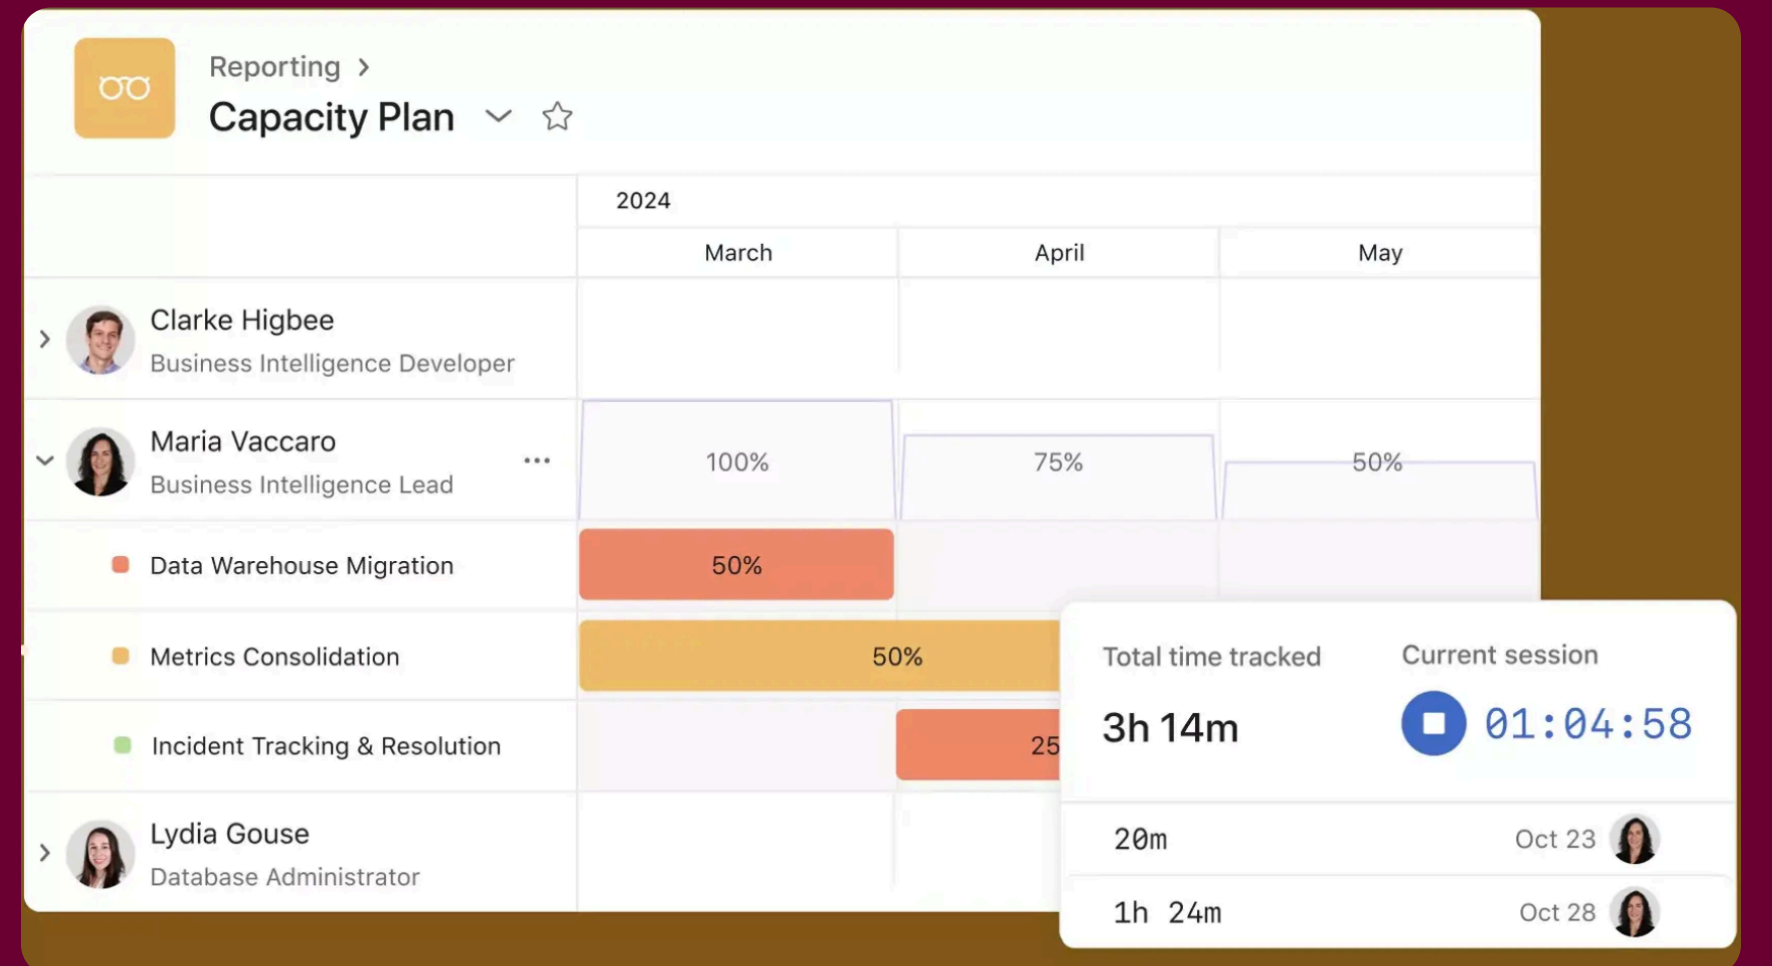 Reporting
Capacity Plan
2024
March April May
Clarke Higbee
Business Intelligence Developer
Maria Vaccaro
Business Intelligence Lead
100% 75% 50%
Data Warehouse Migration 50%
Metrics Consolidation 50%
Incident Tracking & Resolution 25
Lydia Gouse
Database Administrator
Total time tracked Current session
3h 14m 01:04:58
20m Oct 23
1h 24m Oct 28